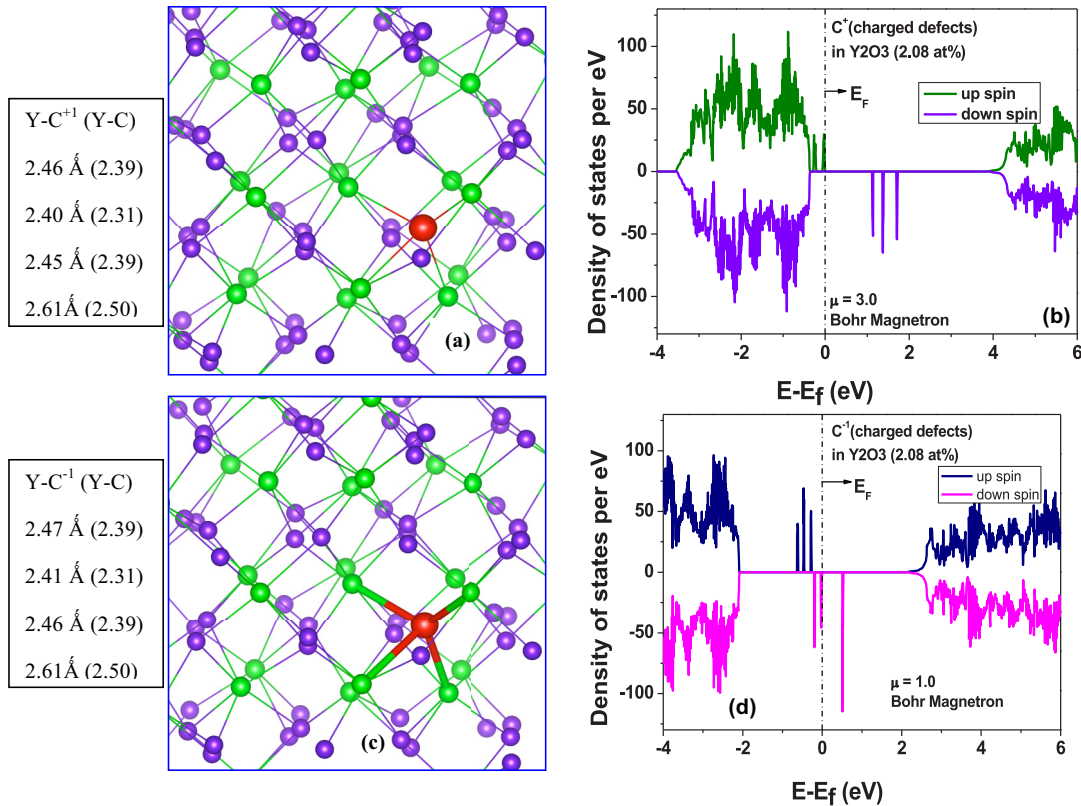 Y-C+1 (Y-C)
2.46 Å (2.39)
2.40 Å (2.31)
2.45 Å (2.39)
2.61Å (2.50)
(a)
Density of states per eV
100
50
0
-50
-100
C+(charged defects)
in Y2O3 (2.08 at%)
EF
up spin
down spin
μ = 3.0
Bohr Magnetron
(b)
-4 -2 0 2 4 6
E-Ef (eV)
Y-C-1 (Y-C)
2.47 Å (2.39)
2.41 Å (2.31)
2.46 Å (2.39)
2.61Å (2.50)
(c)
Density of states per eV
100
50
0
-50
-100
C-1(charged defects)
in Y2O3 (2.08 at%)
EF
up spin
down spin
μ = 1.0
Bohr Magnetron
(d)
-4 -2 0 2 4 6
E-Ef (eV)